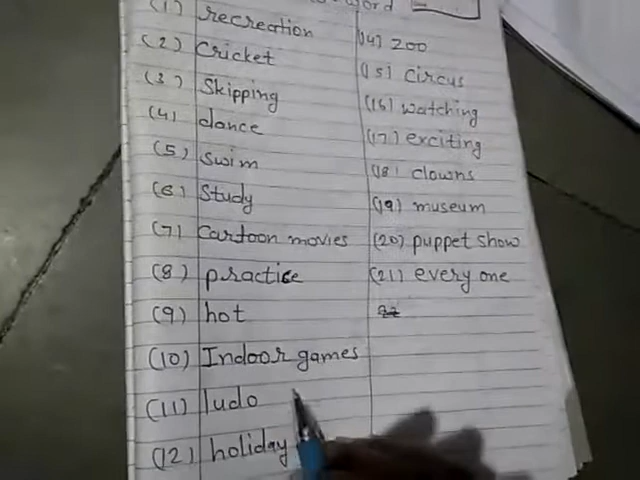 word
(1) recreation
(2) Cricket
(3) Skipping
(4) dance
(5) swim
(6) Study
(7) Cartoon movies
(8) practice
(9) hot
(10) Indoor games
(11) ludo
(12) holiday
(14) zoo
(15) circus
(16) watching
(17) exciting
(18) clowns
(19) museum
(20) puppet show
(21) every one